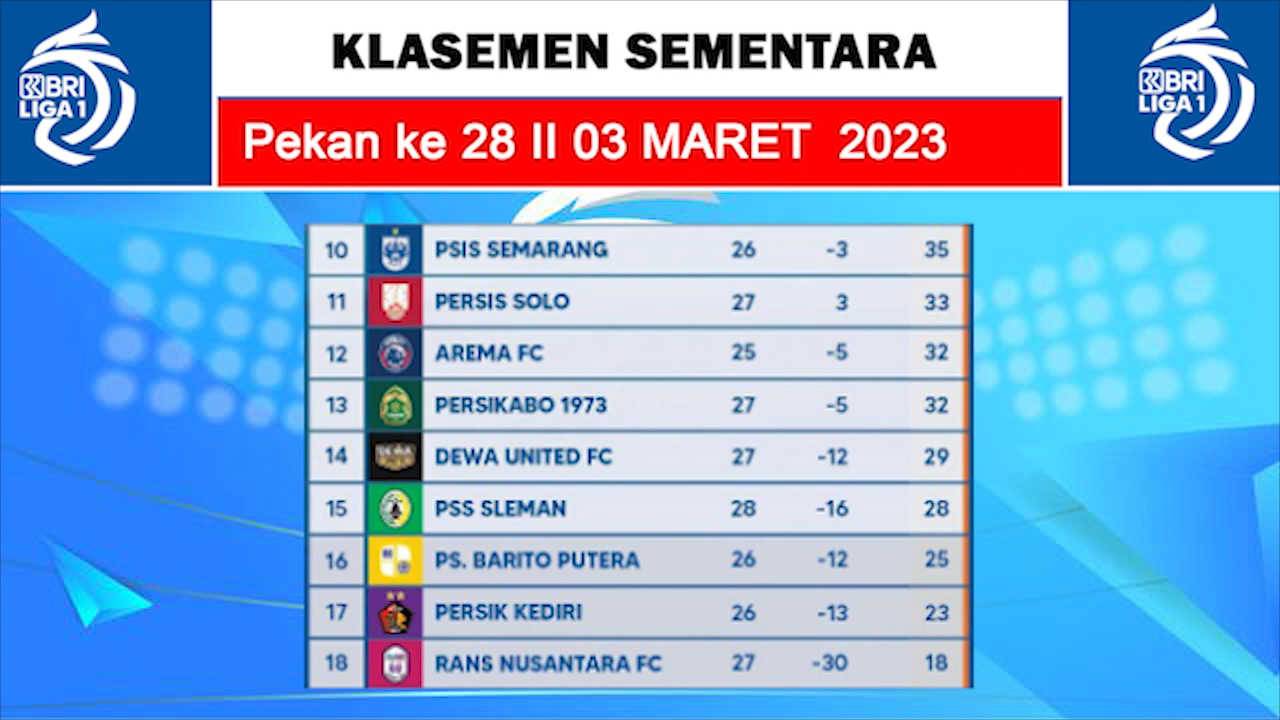 KLASEMEN SEMENTARA
BRI
LIGA 1
BRI
LIGA 1
Pekan ke 28 II 03 MARET 2023
10 PSIS SEMARANG 26 -3 35
11 PERSIS SOLO 27 3 33
12 AREMA FC 25 -5 32
13 PERSIKABO 1973 27 -5 32
14 DEWA UNITED FC 27 -12 29
15 PSS SLEMAN 28 -16 28
16 PS. BARITO PUTERA 26 -12 25
17 PERSIK KEDIRI 26 -13 23
18 RANS NUSANTARA FC 27 -30 18